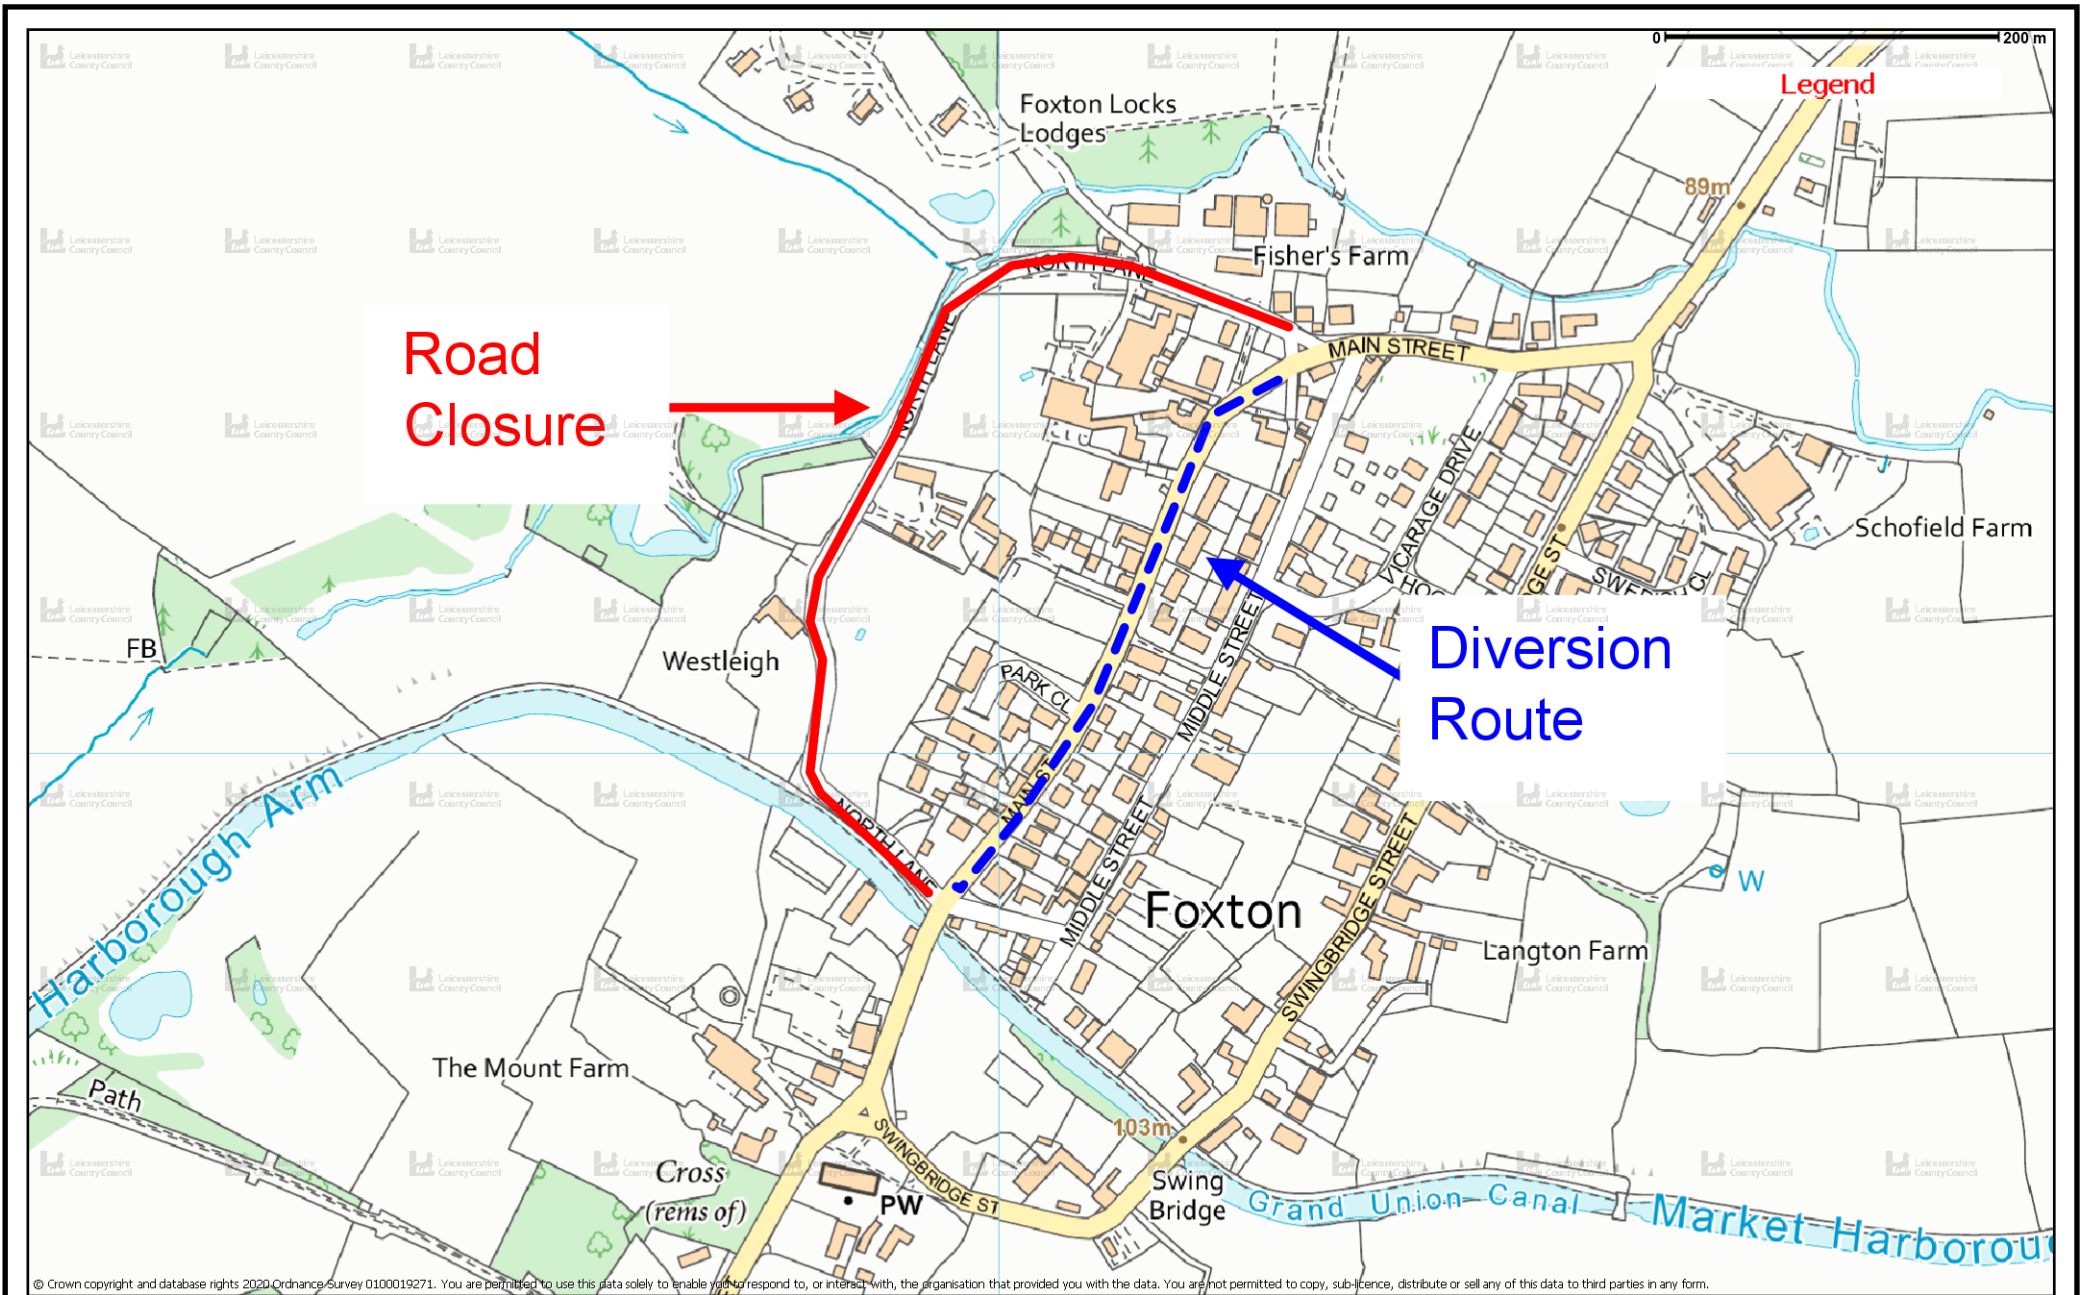 0
200 m
Legend
Foxton Locks
Lodges
89m
NORTH LANE
Fisher's Farm
MAIN STREET
Road
Closure
NORTH LANE
VICARAGE DRIVE
Schofield Farm
GE ST
FB
Westleigh
MIDDLE STREET
PARK CL
Diversion
Route
MAIN ST
Harborough Arm
NORTH LANE
MIDDLE STREET
SWINGBRIDGE STREET
W
Foxton
Langton Farm
The Mount Farm
Path
SWINGBRIDGE ST
103m
Cross
(rems of)
PW
Swing
Bridge
Grand Union Canal
Market Harborou
Leicestershire
County Council
© Crown copyright and database rights 2020 Ordnance Survey 0100019271. You are permitted to use this data solely to enable you to respond to, or interact with, the organisation that provided you with the data. You are not permitted to copy, sub-licence, distribute or sell any of this data to third parties in any form.